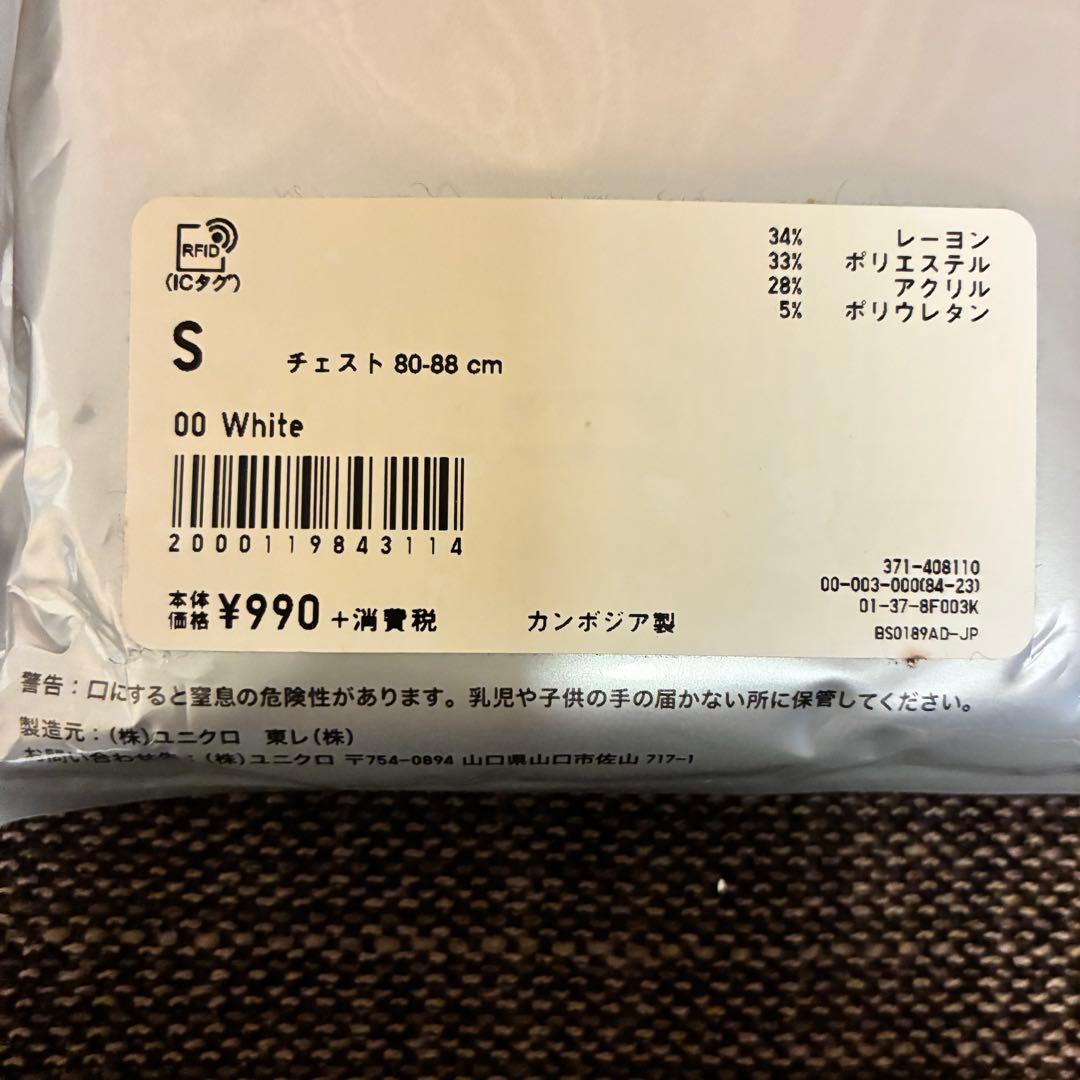 RFID
(ICタグ)
34% レーヨン
33% ポリエステル
28% アクリル
5% ポリウレタン
S
チェスト 80-88 cm
00 White
2000119843114
本体価格 ¥990 +消費税
カンボジア製
371-408110
00-003-000(84-23)
01-37-8F003K
BS0189AD-JP
警告：口にすると窒息の危険性があります。乳児や子供の手の届かない所に保管してください。
製造元：(株)ユニクロ 東レ(株)
お問い合わせ先：(株)ユニクロ 〒754-0894 山口県山口市佐山 717-1